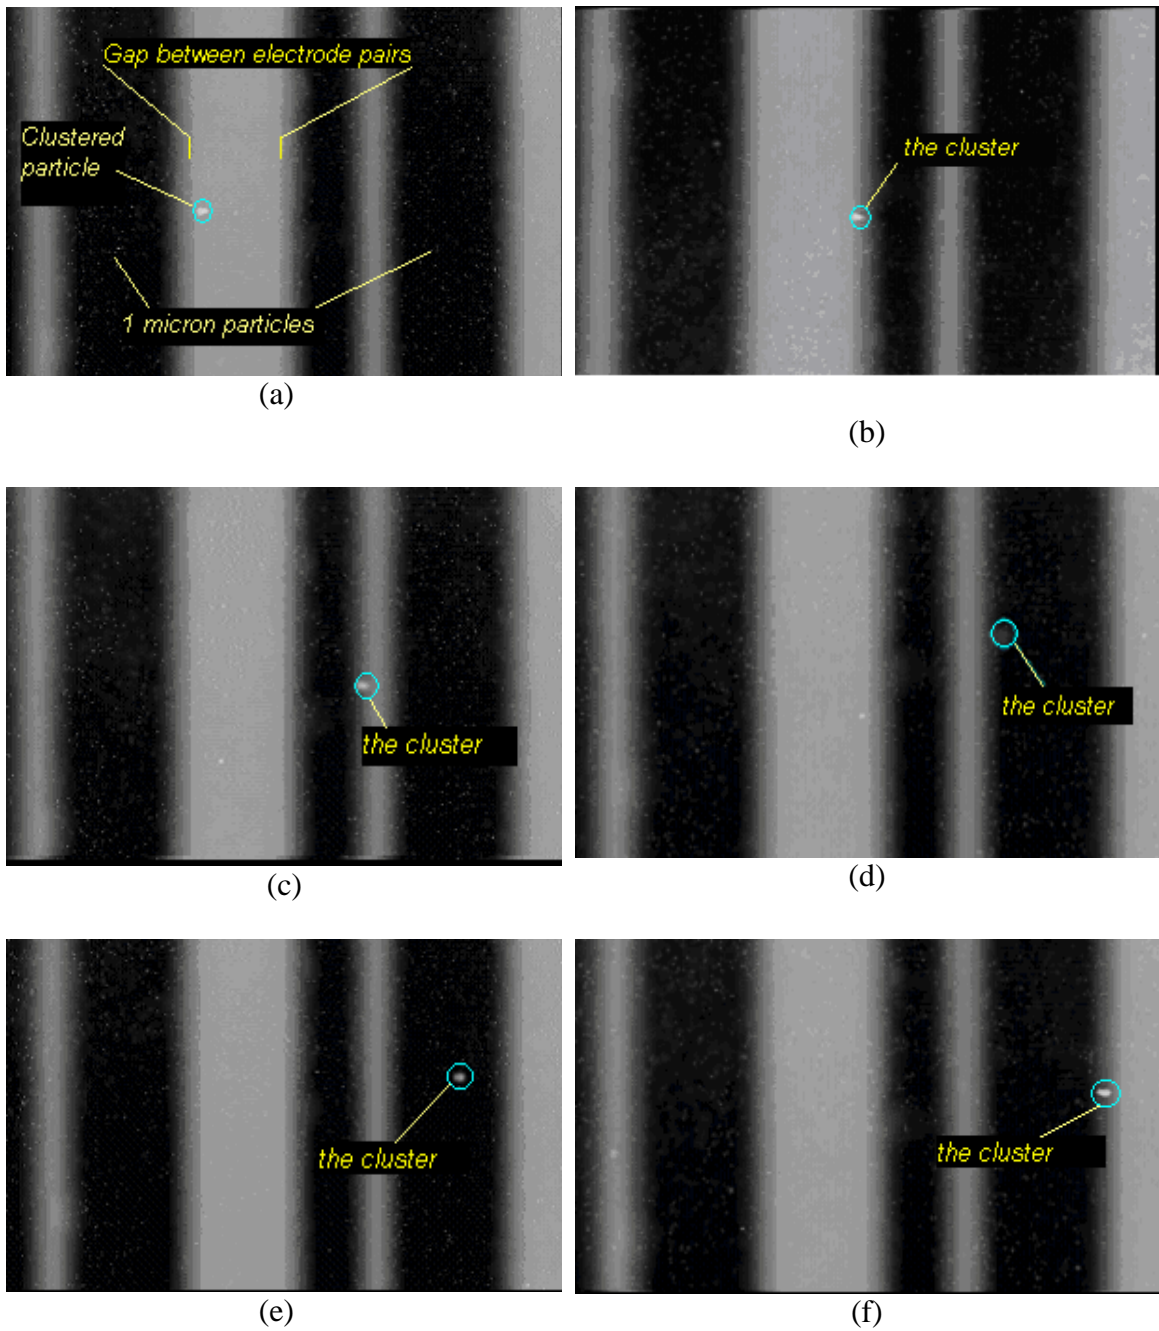 Gap between electrode pairs
Clustered
particle
1 micron particles
(a)
the cluster
(b)
the cluster
(c)
the cluster
(d)
the cluster
(e)
the cluster
(f)